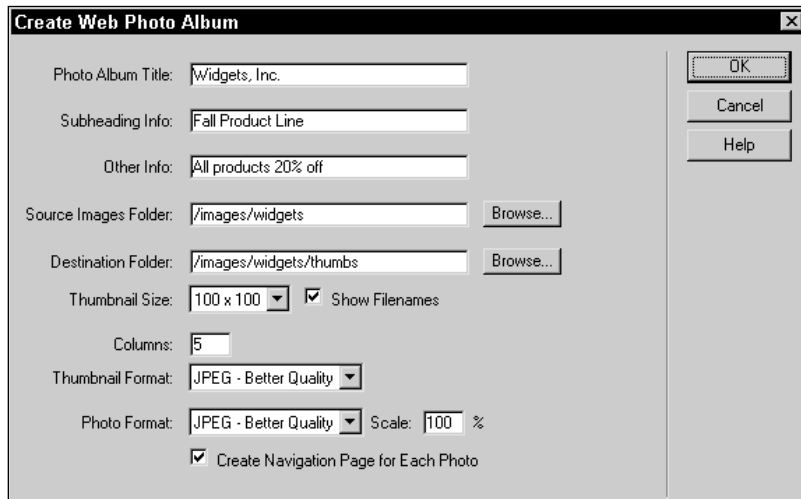 Create Web Photo Album
Photo Album Title: Widgets, Inc. OK
Subheading Info: Fall Product Line Cancel
Other Info: All products 20% off Help
Source Images Folder: /images/widgets Browse...
Destination Folder: /images/widgets/thumbs Browse...
Thumbnail Size: 100 x 100 Show Filenames
Columns: 5
Thumbnail Format: JPEG - Better Quality
Photo Format: JPEG - Better Quality Scale: 100 %
Create Navigation Page for Each Photo